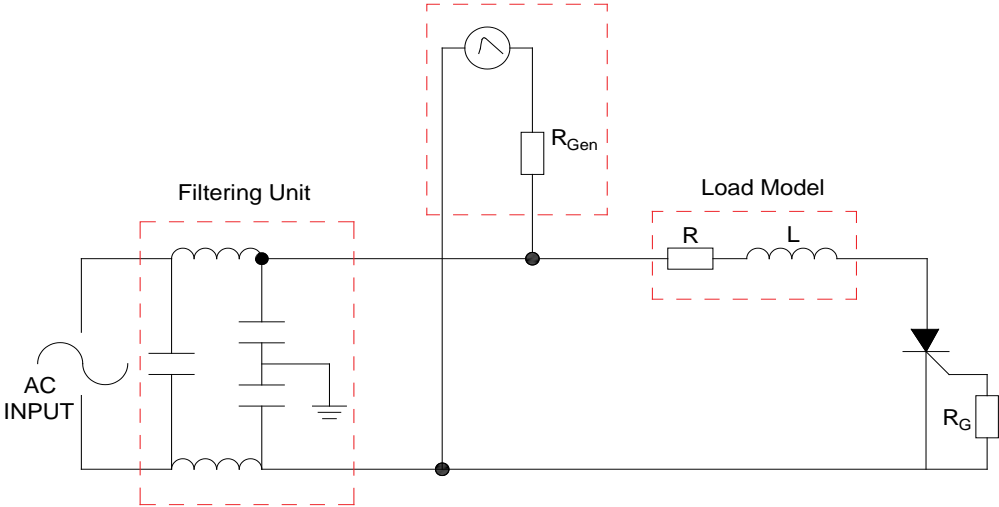 R_Gen
Filtering Unit
Load Model
R
L
AC
INPUT
R_G